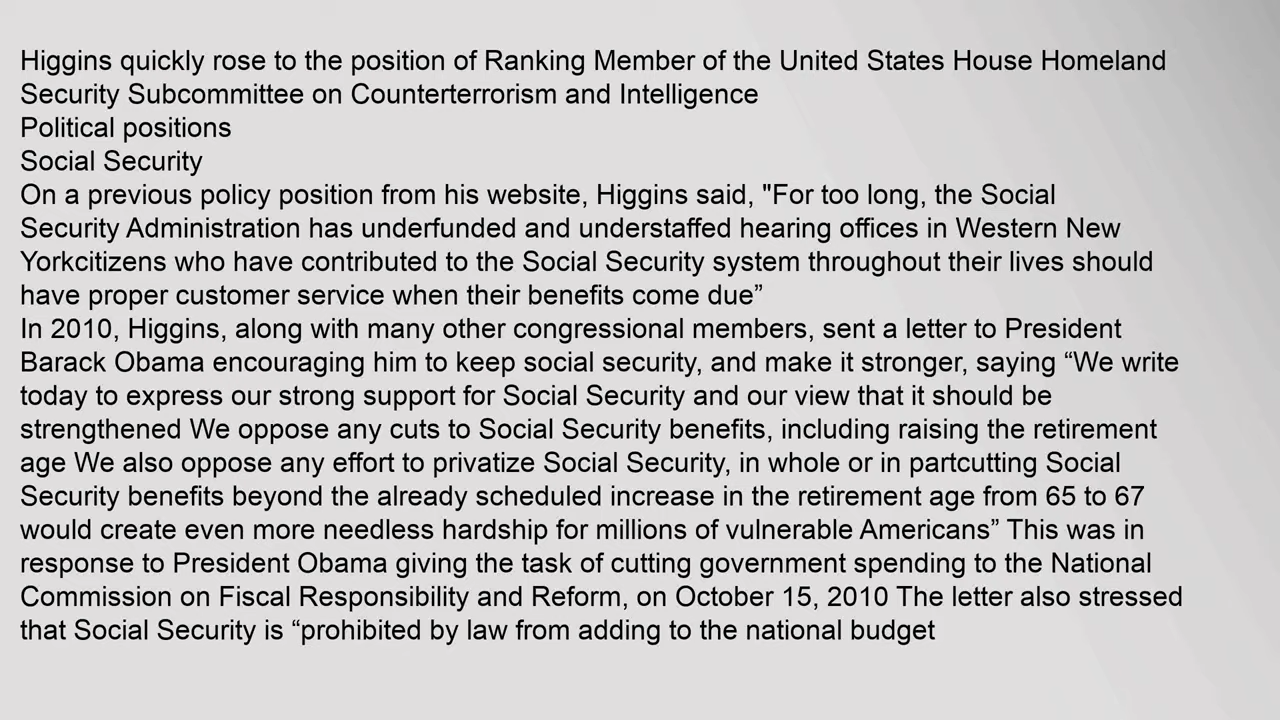 Higgins quickly rose to the position of Ranking Member of the United States House Homeland
Security Subcommittee on Counterterrorism and Intelligence
Political positions
Social Security
On a previous policy position from his website, Higgins said, "For too long, the Social
Security Administration has underfunded and understaffed hearing offices in Western New
Yorkcitizens who have contributed to the Social Security system throughout their lives should
have proper customer service when their benefits come due”
In 2010, Higgins, along with many other congressional members, sent a letter to President
Barack Obama encouraging him to keep social security, and make it stronger, saying “We write
today to express our strong support for Social Security and our view that it should be
strengthened We oppose any cuts to Social Security benefits, including raising the retirement
age We also oppose any effort to privatize Social Security, in whole or in partcutting Social
Security benefits beyond the already scheduled increase in the retirement age from 65 to 67
would create even more needless hardship for millions of vulnerable Americans” This was in
response to President Obama giving the task of cutting government spending to the National
Commission on Fiscal Responsibility and Reform, on October 15, 2010 The letter also stressed
that Social Security is “prohibited by law from adding to the national budget